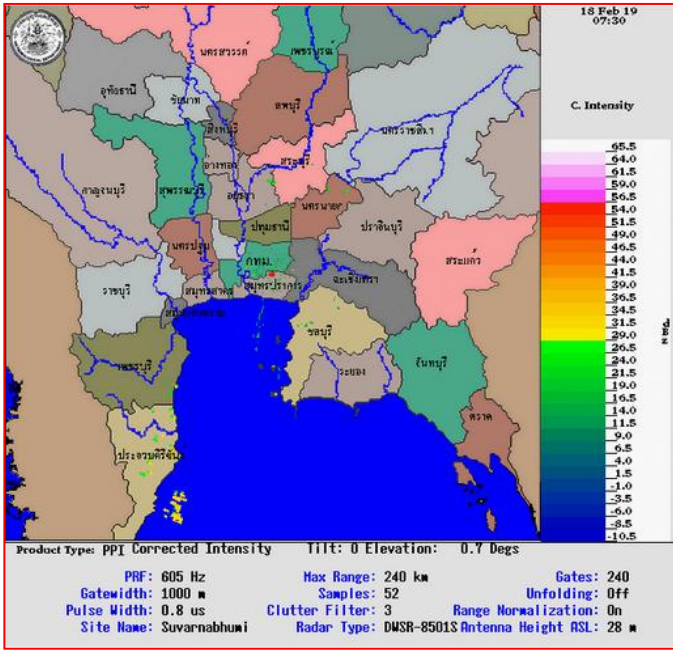 18 Feb 19
07:30
C. Intensity
65.5
64.0
61.5
59.0
56.5
54.0
51.5
49.0
46.5
44.0
41.5
39.0
36.5
34.0
31.5
29.0
26.5
24.0
21.5
19.0
16.5
14.0
11.5
9.0
6.5
4.0
1.5
-1.0
-3.5
-6.0
-8.5
-10.5
นครสวรรค์
เพชรบูรณ์
อุทัยธานี
ชัยนาท
ลพบุรี
สิงห์บุรี
นครราชสีมา
อ่างทอง
สระบุรี
กาญจนบุรี
สุพรรณบุรี
อยุธยา
นครนายก
ปทุมธานี
ปราจีนบุรี
นครปฐม
กทม.
สระแก้ว
ราชบุรี
สมุทรสาคร
สมุทรปราการ
ฉะเชิงเทรา
ชลบุรี
เพชรบุรี
ระยอง
จันทบุรี
ตราด
ประจวบคีรีขันธ์
Product Type: PPI Corrected Intensity Tilt: 0 Elevation: 0.7 Degs
PRF: 605 Hz Max Range: 240 km Gates: 240
Gatewidth: 1000 m Samples: 52 Unfolding: Off
Pulse Width: 0.8 us Clutter Filter: 3 Range Normalization: On
Site Name: Suvarnabhumi Radar Type: DWSR-8501S Antenna Height ASL: 28 m